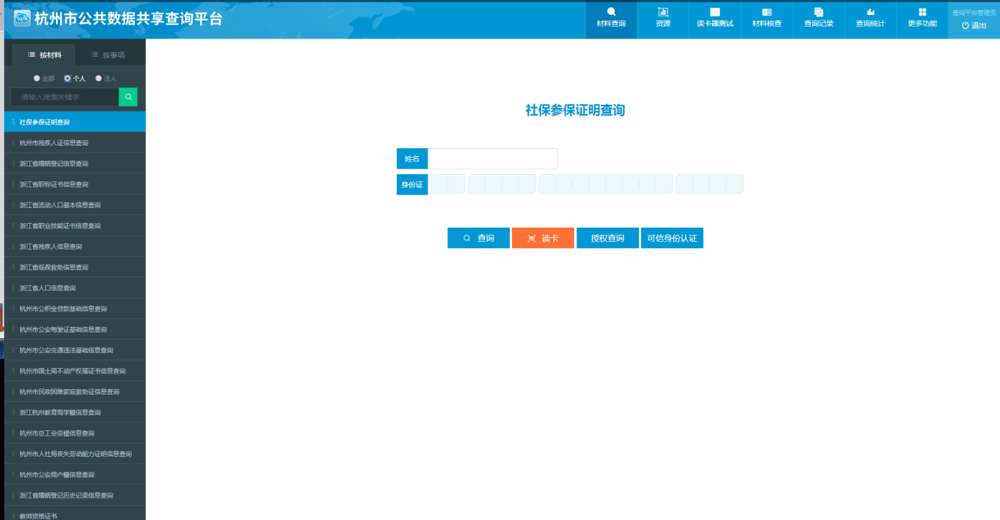 杭州市公共数据共享查询平台
材料查询
资源
读卡器测试
材料核查
查询记录
查询统计
更多功能
查询平台管理员
退出
按材料
按事项
全部
个人
法人
请输入搜索关键字
社保参保证明查询
杭州市残疾人证信息查询
浙江省婚姻登记信息查询
浙江省职称证书信息查询
浙江省流动人口基本信息查询
浙江省职业技能证书信息查询
浙江省残疾人信息查询
浙江省低保救助信息查询
浙江省人口信息查询
杭州市公积金贷款基础信息查询
杭州市公安驾驶证基础信息查询
杭州市公安交通违法基础信息查询
杭州市国土局不动产权属证书信息查询
杭州市民政困难家庭救助证信息查询
浙江杭州教育局学籍信息查询
杭州市总工会劳模信息查询
杭州市人社局丧失劳动能力证明信息查询
杭州市公安局户籍信息查询
浙江省婚姻登记历史记录信息查询
教师资格证书
社保参保证明查询
姓名
身份证
查询
读卡
授权查询
可信身份认证